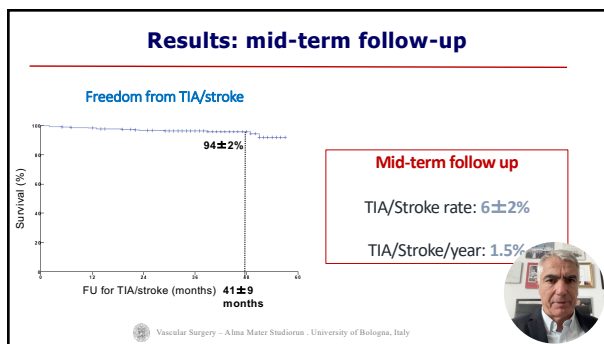 Results: mid-term follow-up
Freedom from TIA/stroke
100
80
60
40
20
0
Survival (%)
94±2%
0 12 24 36 48 60
FU for TIA/stroke (months) 41±9
months
Mid-term follow up
TIA/Stroke rate: 6±2%
TIA/Stroke/year: 1.5%
Vascular Surgery – Alma Mater Studiorun . University of Bologna, Italy